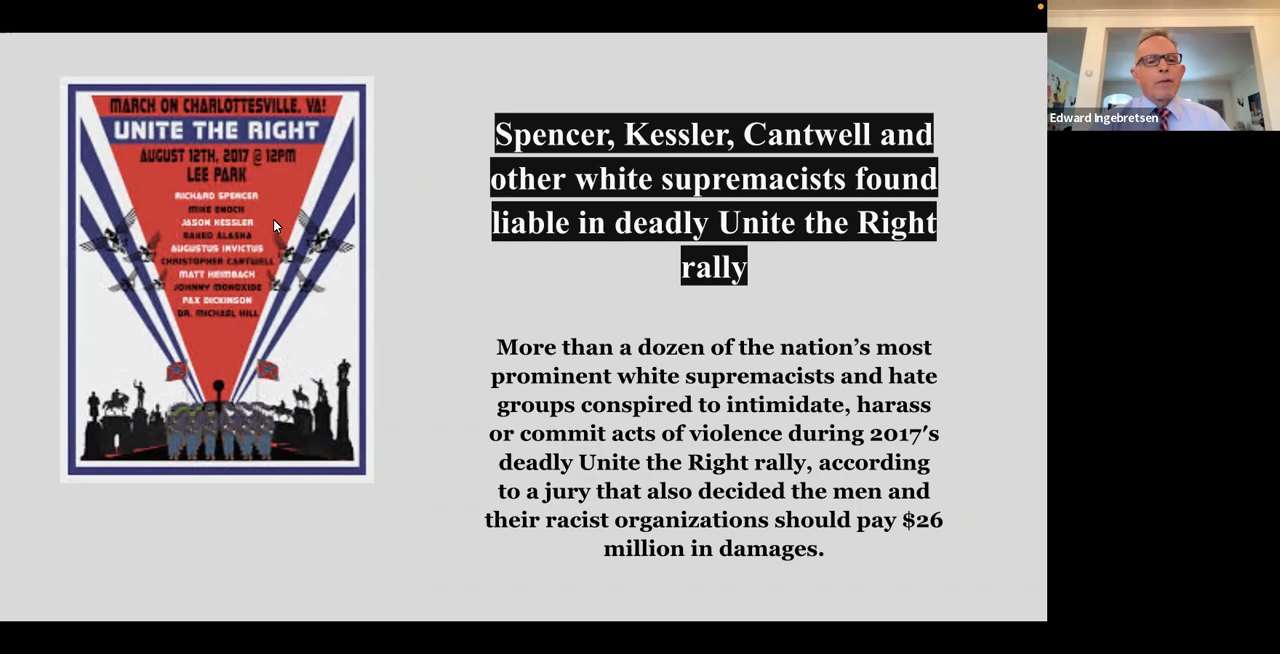 MARCH ON CHARLOTTESVILLE, VA!
UNITE THE RIGHT
AUGUST 12TH, 2017 @ 12PM
LEE PARK
RICHARD SPENCER
MIKE ENOCH
JASON KESSLER
BAKED ALASKA
AUGUSTUS INVICTUS
CHRISTOPHER CANTWELL
MATT HEIMBACH
JOHNNY MONOXIDE
PAX DICKINSON
DR. MICHAEL HILL
Spencer, Kessler, Cantwell and
other white supremacists found
liable in deadly Unite the Right
rally
More than a dozen of the nation’s most
prominent white supremacists and hate
groups conspired to intimidate, harass
or commit acts of violence during 2017′s
deadly Unite the Right rally, according
to a jury that also decided the men and
their racist organizations should pay $26
million in damages.
Edward Ingebretsen